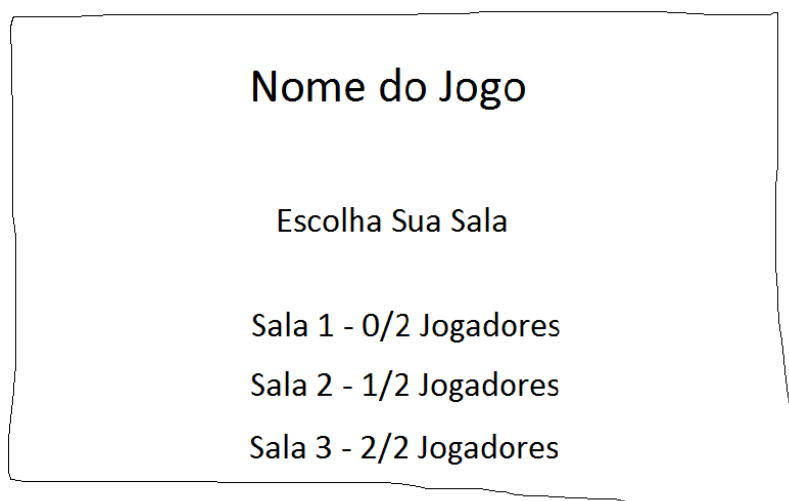 Nome do Jogo
Escolha Sua Sala
Sala 1 - 0/2 Jogadores
Sala 2 - 1/2 Jogadores
Sala 3 - 2/2 Jogadores